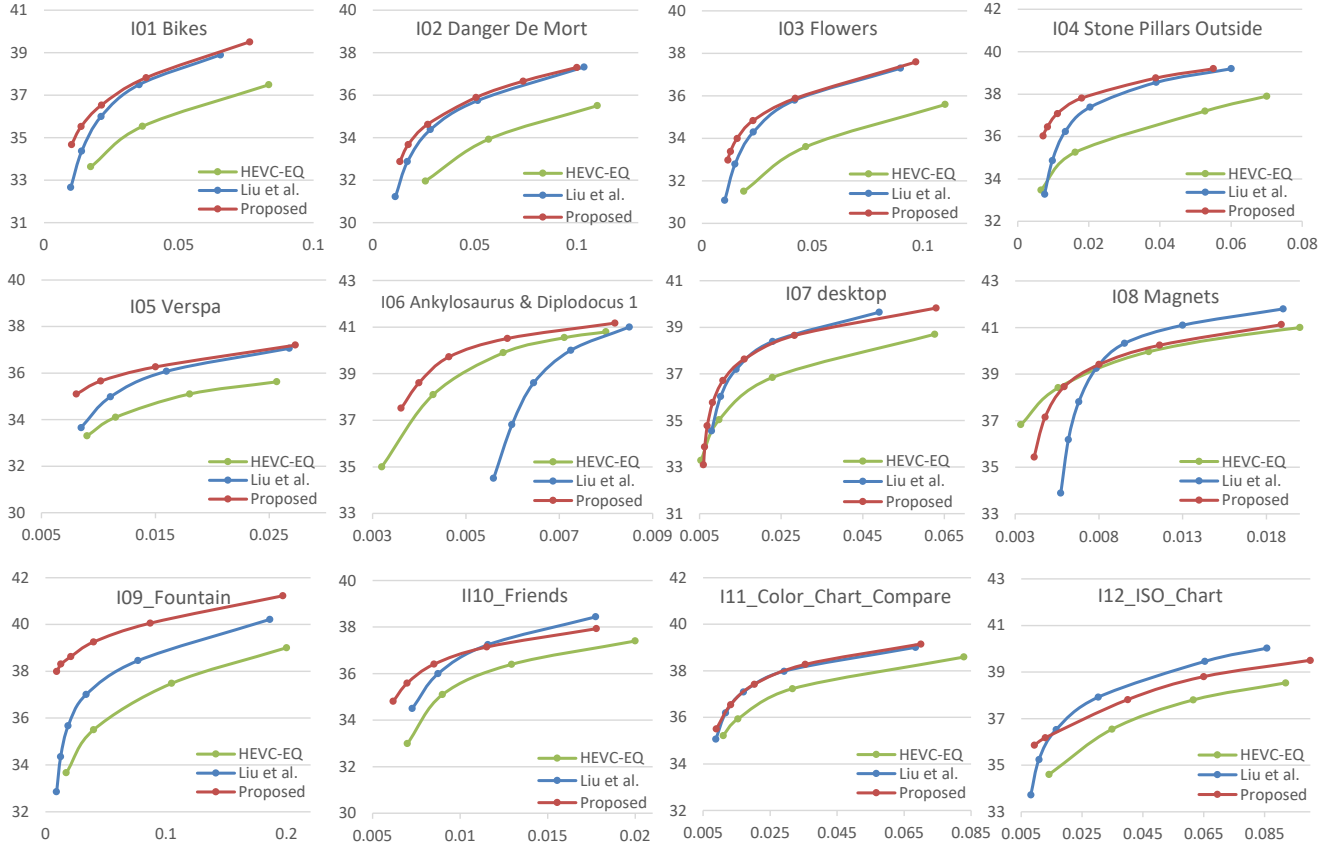 I01 Bikes
41
39
37
35
33
31
0
0.05
0.1
HEVC-EQ
Liu et al.
Proposed
I02 Danger De Mort
40
38
36
34
32
30
0
0.05
0.1
HEVC-EQ
Liu et al.
Proposed
I03 Flowers
40
38
36
34
32
30
0
0.05
0.1
HEVC-EQ
Liu et al.
Proposed
I04 Stone Pillars Outside
42
40
38
36
34
32
0
0.02
0.04
0.06
0.08
HEVC-EQ
Liu et al.
Proposed
I05 Verspa
40
38
36
34
32
30
0.005
0.015
0.025
HEVC-EQ
Liu et al.
Proposed
I06 Ankylosaurus & Diplodocus 1
43
41
39
37
35
33
0.003
0.005
0.007
0.009
HEVC-EQ
Liu et al.
Proposed
I07 desktop
41
39
37
35
33
31
0.005
0.025
0.045
0.065
HEVC-EQ
Liu et al.
Proposed
I08 Magnets
43
41
39
37
35
33
0.003
0.008
0.013
0.018
HEVC-EQ
Liu et al.
Proposed
I09_Fountain
42
40
38
36
34
32
0
0.1
0.2
HEVC-EQ
Liu et al.
Proposed
II10_Friends
40
38
36
34
32
30
0.005
0.01
0.015
0.02
HEVC-EQ
Liu et al.
Proposed
I11_Color_Chart_Compare
42
40
38
36
34
32
0.005
0.025
0.045
0.065
0.085
HEVC-EQ
Liu et al.
Proposed
I12_ISO_Chart
43
41
39
37
35
33
0.005
0.025
0.045
0.065
0.085
HEVC-EQ
Liu et al.
Proposed